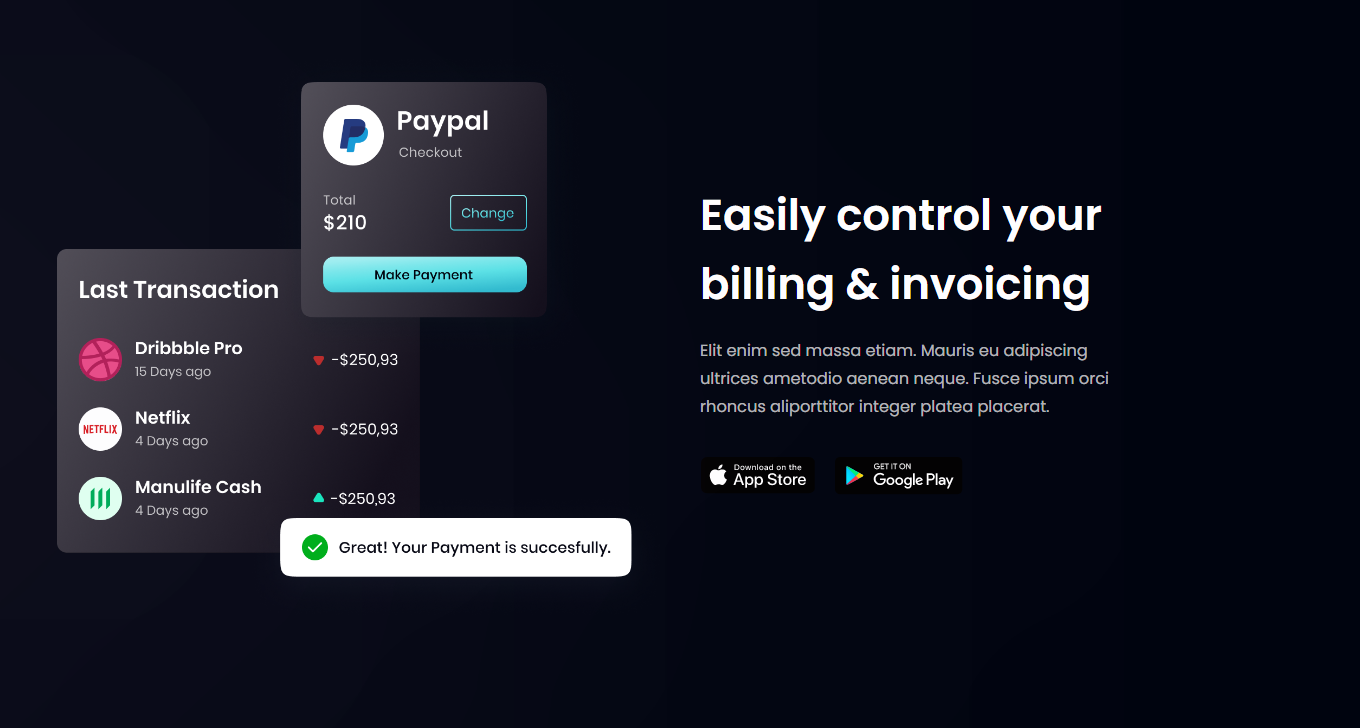 Paypal
Checkout
Total
$210
Change
Make Payment
Last Transaction
Dribbble Pro
15 Days ago
-$250,93
NETFLIX
Netflix
4 Days ago
-$250,93
Manulife Cash
4 Days ago
-$250,93
Great! Your Payment is succesfully.
Easily control your
billing & invoicing
Elit enim sed massa etiam. Mauris eu adipiscing
ultrices ametodio aenean neque. Fusce ipsum orci
rhoncus aliporttitor integer platea placerat.
Download on the
App Store
GET IT ON
Google Play